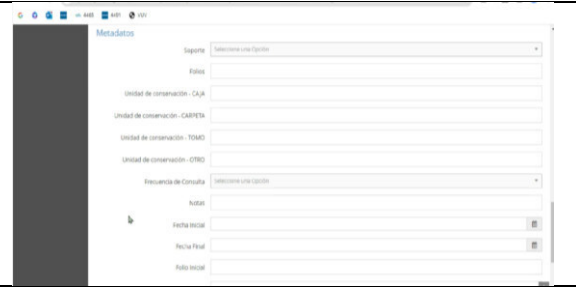 Metadatos
Soporte Seleccione una Opción
Folios
Unidad de conservación - CAJA
Unidad de conservación - CARPETA
Unidad de conservación - TOMO
Unidad de conservación - OTRO
Frecuencia de Consulta Seleccione una Opción
Notas
Fecha Inicial
Fecha Final
Folio Inicial